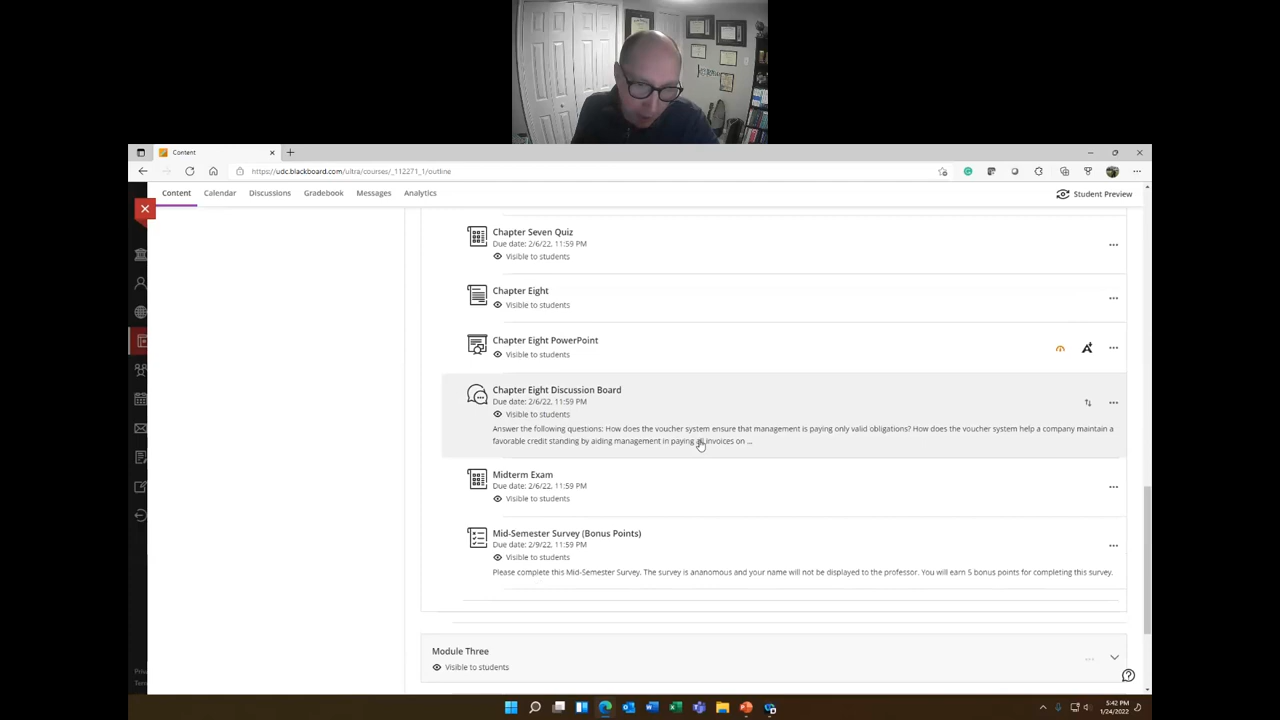 Content
https://udc.blackboard.com/ultra/courses/_112271_1/outline
Content Calendar Discussions Gradebook Messages Analytics Student Preview
Chapter Seven Quiz
Due date: 2/6/22, 11:59 PM
Visible to students
Chapter Eight
Visible to students
Chapter Eight PowerPoint
Visible to students
Chapter Eight Discussion Board
Due date: 2/6/22, 11:59 PM
Visible to students
Answer the following questions: How does the voucher system ensure that management is paying only valid obligations? How does the voucher system help a company maintain a
favorable credit standing by aiding management in paying all invoices on ...
Midterm Exam
Due date: 2/6/22, 11:59 PM
Visible to students
Mid-Semester Survey (Bonus Points)
Due date: 2/9/22, 11:59 PM
Visible to students
Please complete this Mid-Semester Survey. The survey is ananomous and your name will not be displayed to the professor. You will earn 5 bonus points for completing this survey.
Module Three
Visible to students
Priv
Term
5:42 PM
1/24/2022